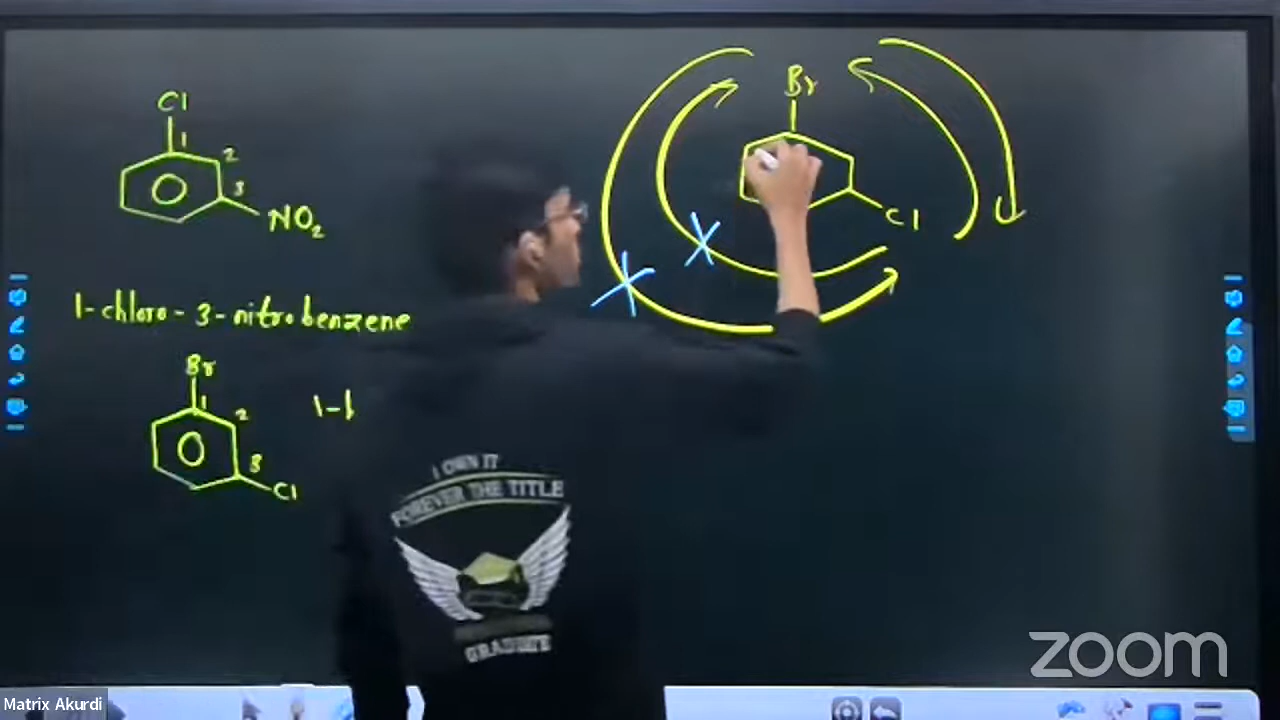 Cl
1
2
3
NO2
1-chloro-3-nitrobenzene
Br
1
2
3
Cl
1-b
Br
Cl
I OWN IT
FOREVER THE TITLE
GRADUATE
zoom
Matrix Akurdi